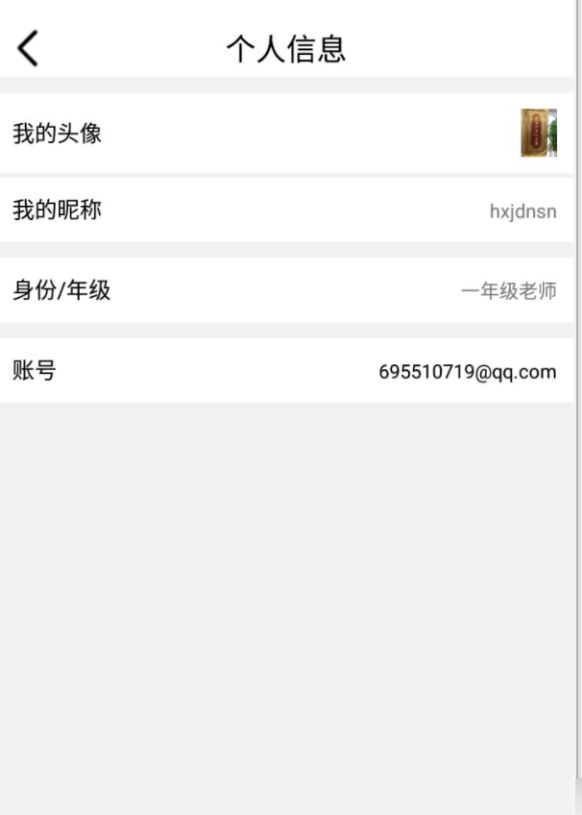 个人信息
我的头像
我的昵称 hxjdnsn
身份/年级 一年级老师
账号 695510719@qq.com